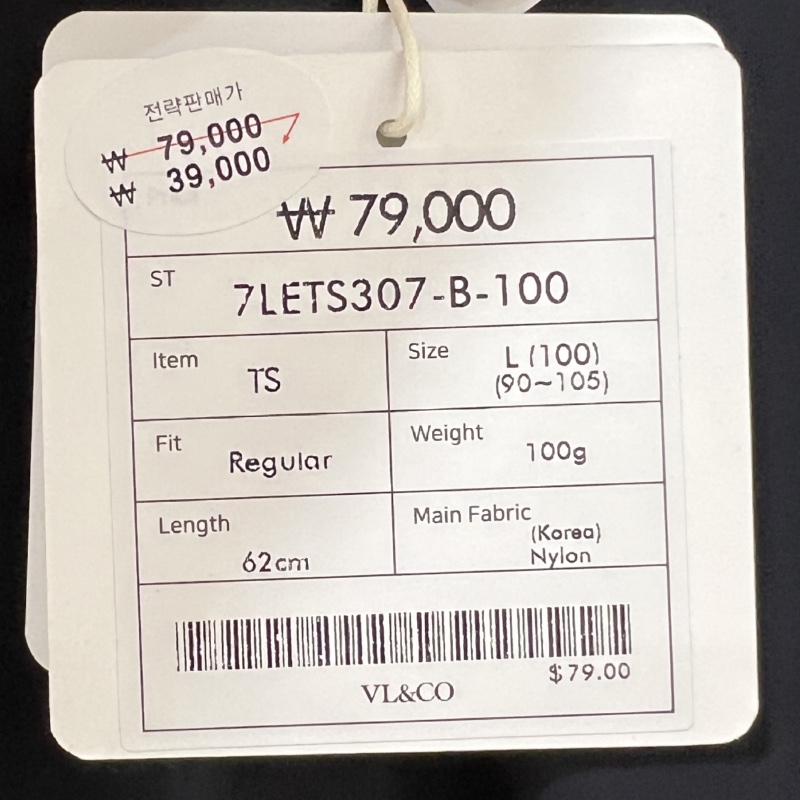 전략판매가
₩ 79,000
₩ 39,000
₩ 79,000
ST
7LETS307-B-100
Item
TS
Size
L (100)
(90~105)
Fit
Regular
Weight
100g
Length
62cm
Main Fabric
(Korea)
Nylon
$79.00
VL&CO